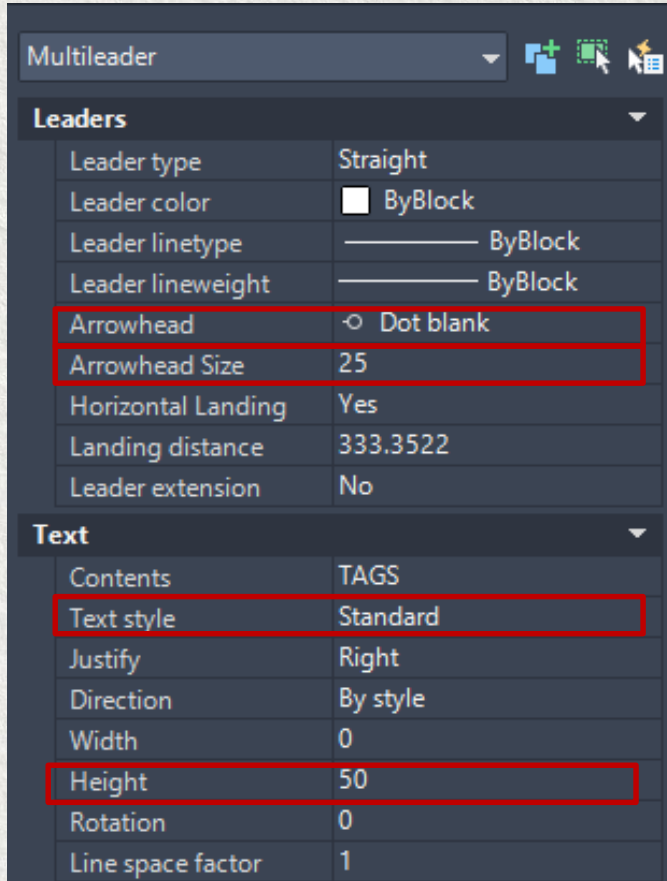 Multileader
Leaders
Leader type Straight
Leader color ByBlock
Leader linetype ByBlock
Leader lineweight ByBlock
Arrowhead Dot blank
Arrowhead Size 25
Horizontal Landing Yes
Landing distance 333.3522
Leader extension No
Text
Contents TAGS
Text style Standard
Justify Right
Direction By style
Width 0
Height 50
Rotation 0
Line space factor 1